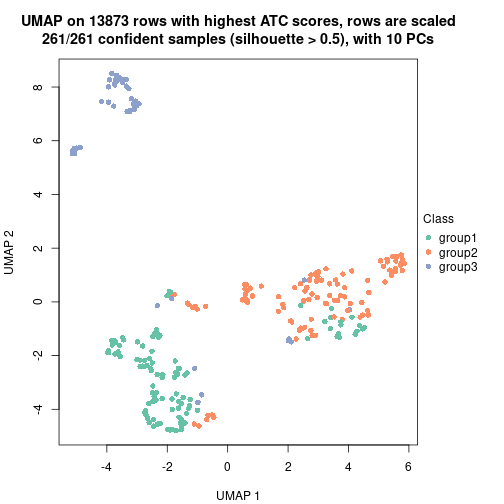 UMAP on 13873 rows with highest ATC scores, rows are scaled
261/261 confident samples (silhouette > 0.5), with 10 PCs
8
6
4
2
0
-2
-4
UMAP 2
-4
-2
0
2
4
6
UMAP 1
Class
group1
group2
group3